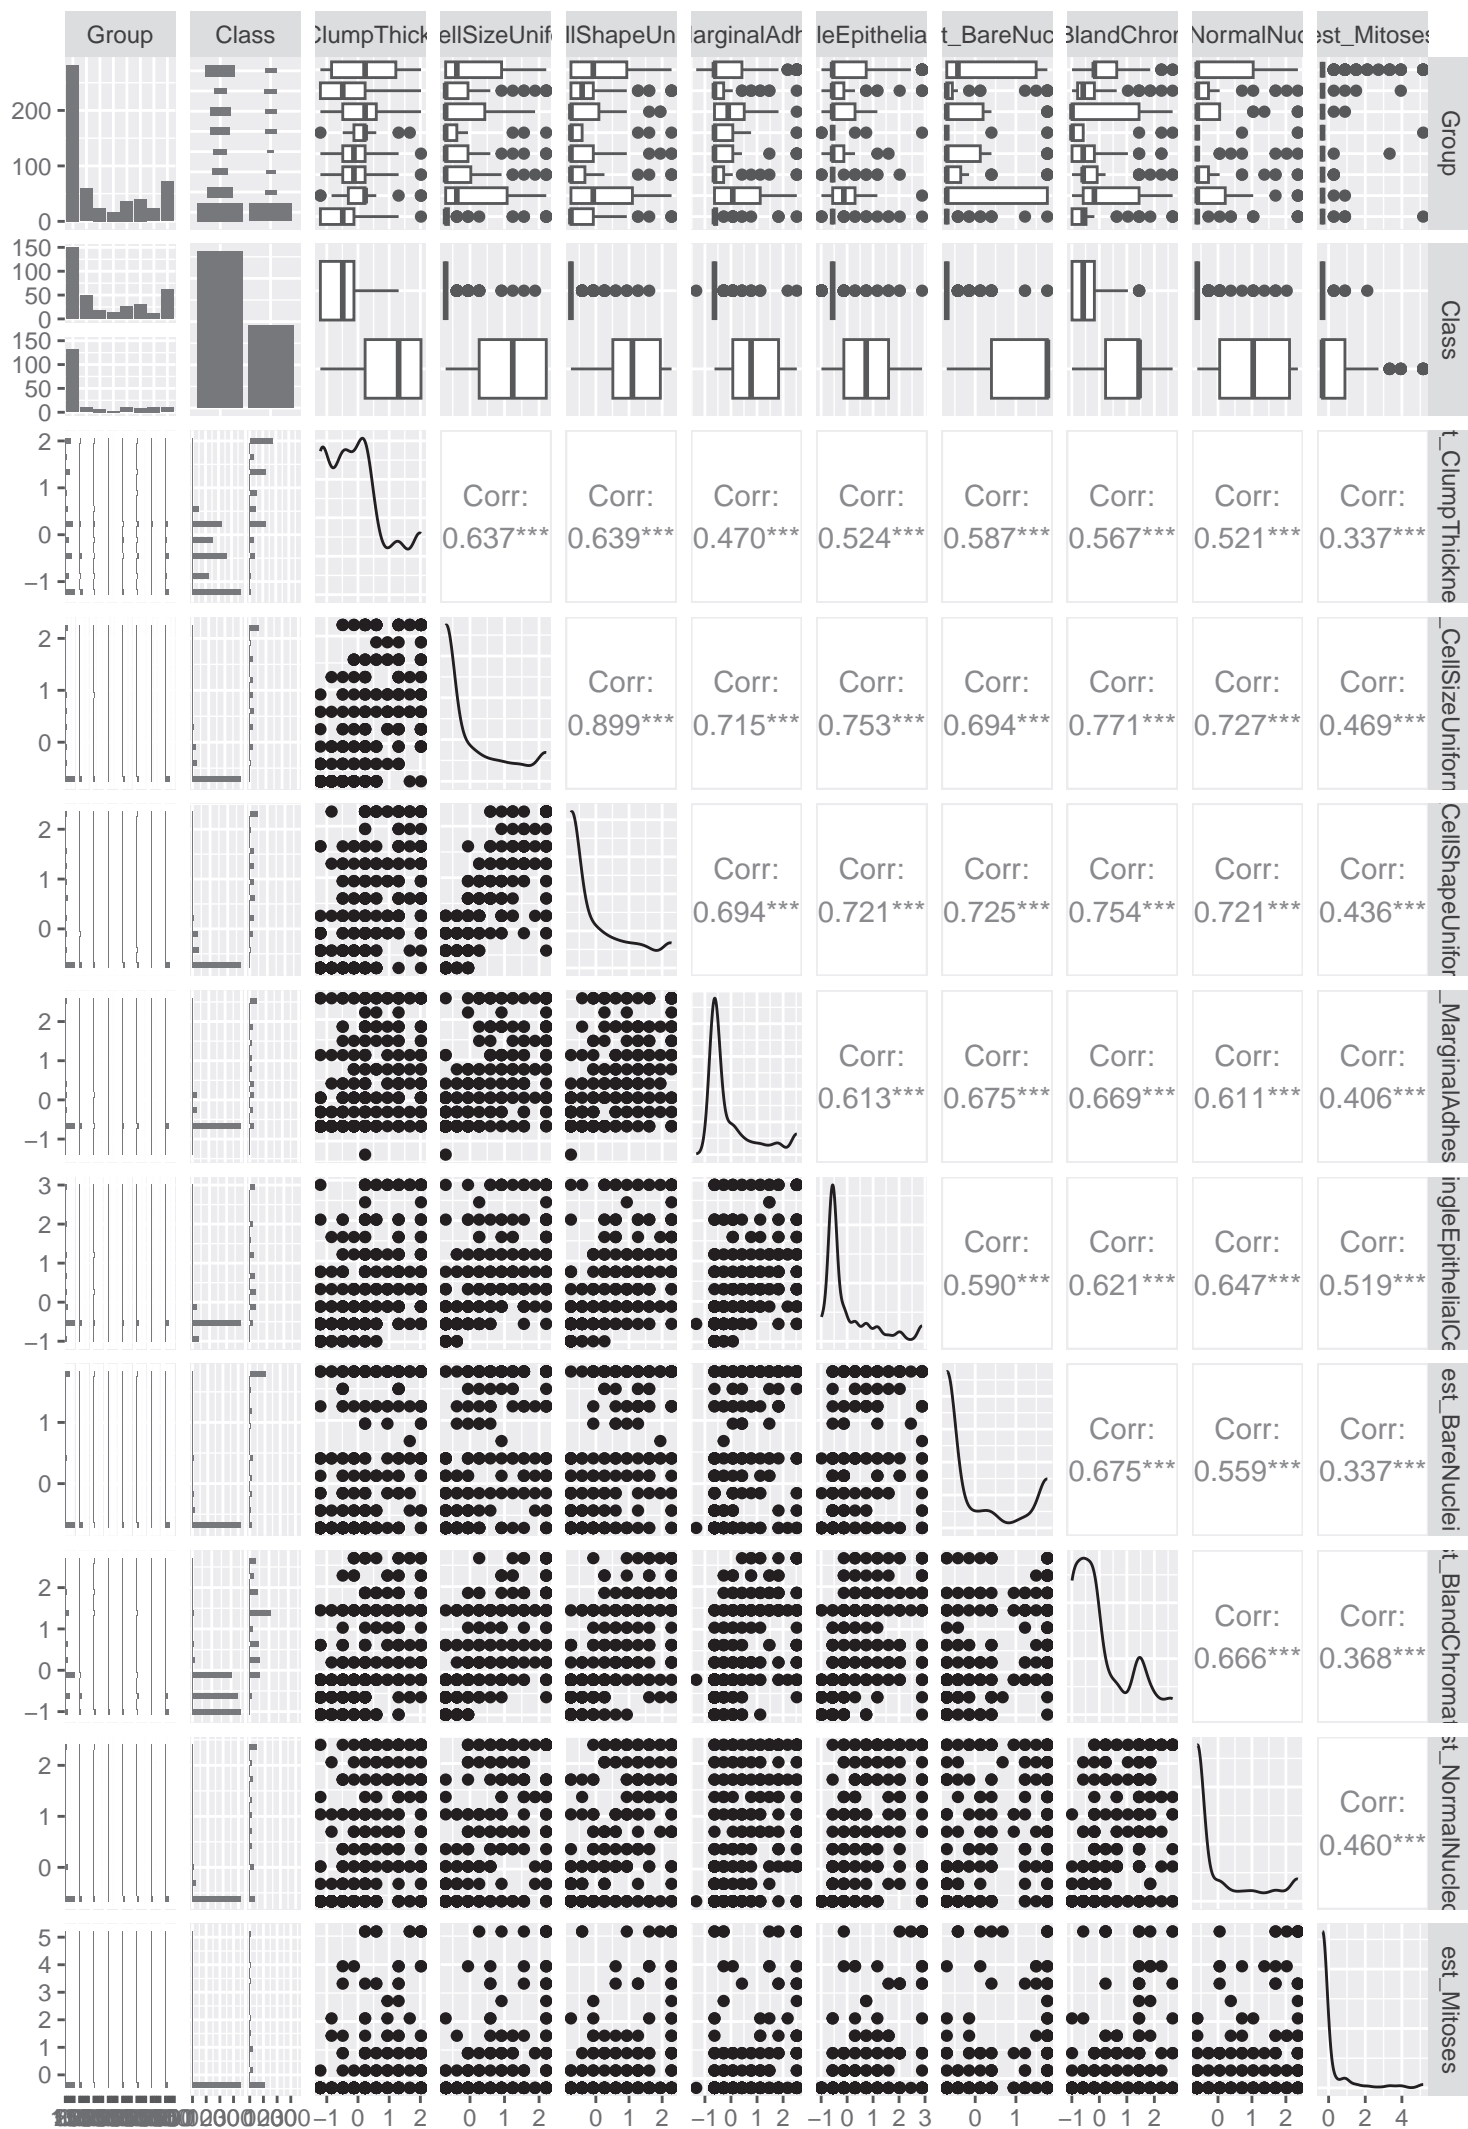 Group Class ClumpThick ellSizeUnif llShapeUn arginalAdh leEpithelia t_BareNuc BlandChron NormalNuc est_Mitoses
200
100
0
Group
150
100
50
0
150
100
50
0
Class
2
1
0
−1
Corr: Corr: Corr: Corr: Corr: Corr: Corr: Corr:
0.637*** 0.639*** 0.470*** 0.524*** 0.587*** 0.567*** 0.521*** 0.337***
t_ClumpThickne
2
1
0
Corr: Corr: Corr: Corr: Corr: Corr: Corr:
0.899*** 0.715*** 0.753*** 0.694*** 0.771*** 0.727*** 0.469***
_CellSizeUniforn
2
1
0
Corr: Corr: Corr: Corr: Corr: Corr:
0.694*** 0.721*** 0.725*** 0.754*** 0.721*** 0.436***
CellShapeUnifor
2
1
0
−1
Corr: Corr: Corr: Corr: Corr:
0.613*** 0.675*** 0.669*** 0.611*** 0.406***
_MarginalAdhes
3
2
1
0
−1
Corr: Corr: Corr: Corr:
0.590*** 0.621*** 0.647*** 0.519***
ingleEpithelialCe
1
0
Corr: Corr: Corr:
0.675*** 0.559*** 0.337***
est_BareNuclei
2
1
0
−1
Corr: Corr:
0.666*** 0.368***
st_BlandChromat
2
1
0
Corr:
0.460***
st_NormalNucleo
5
4
3
2
1
0
est_Mitoses
−1 0 1 2 0 1 2 0 1 2 −1 0 1 2 −1 0 1 2 3 0 1 −1 0 1 2 0 1 2 0 2 4